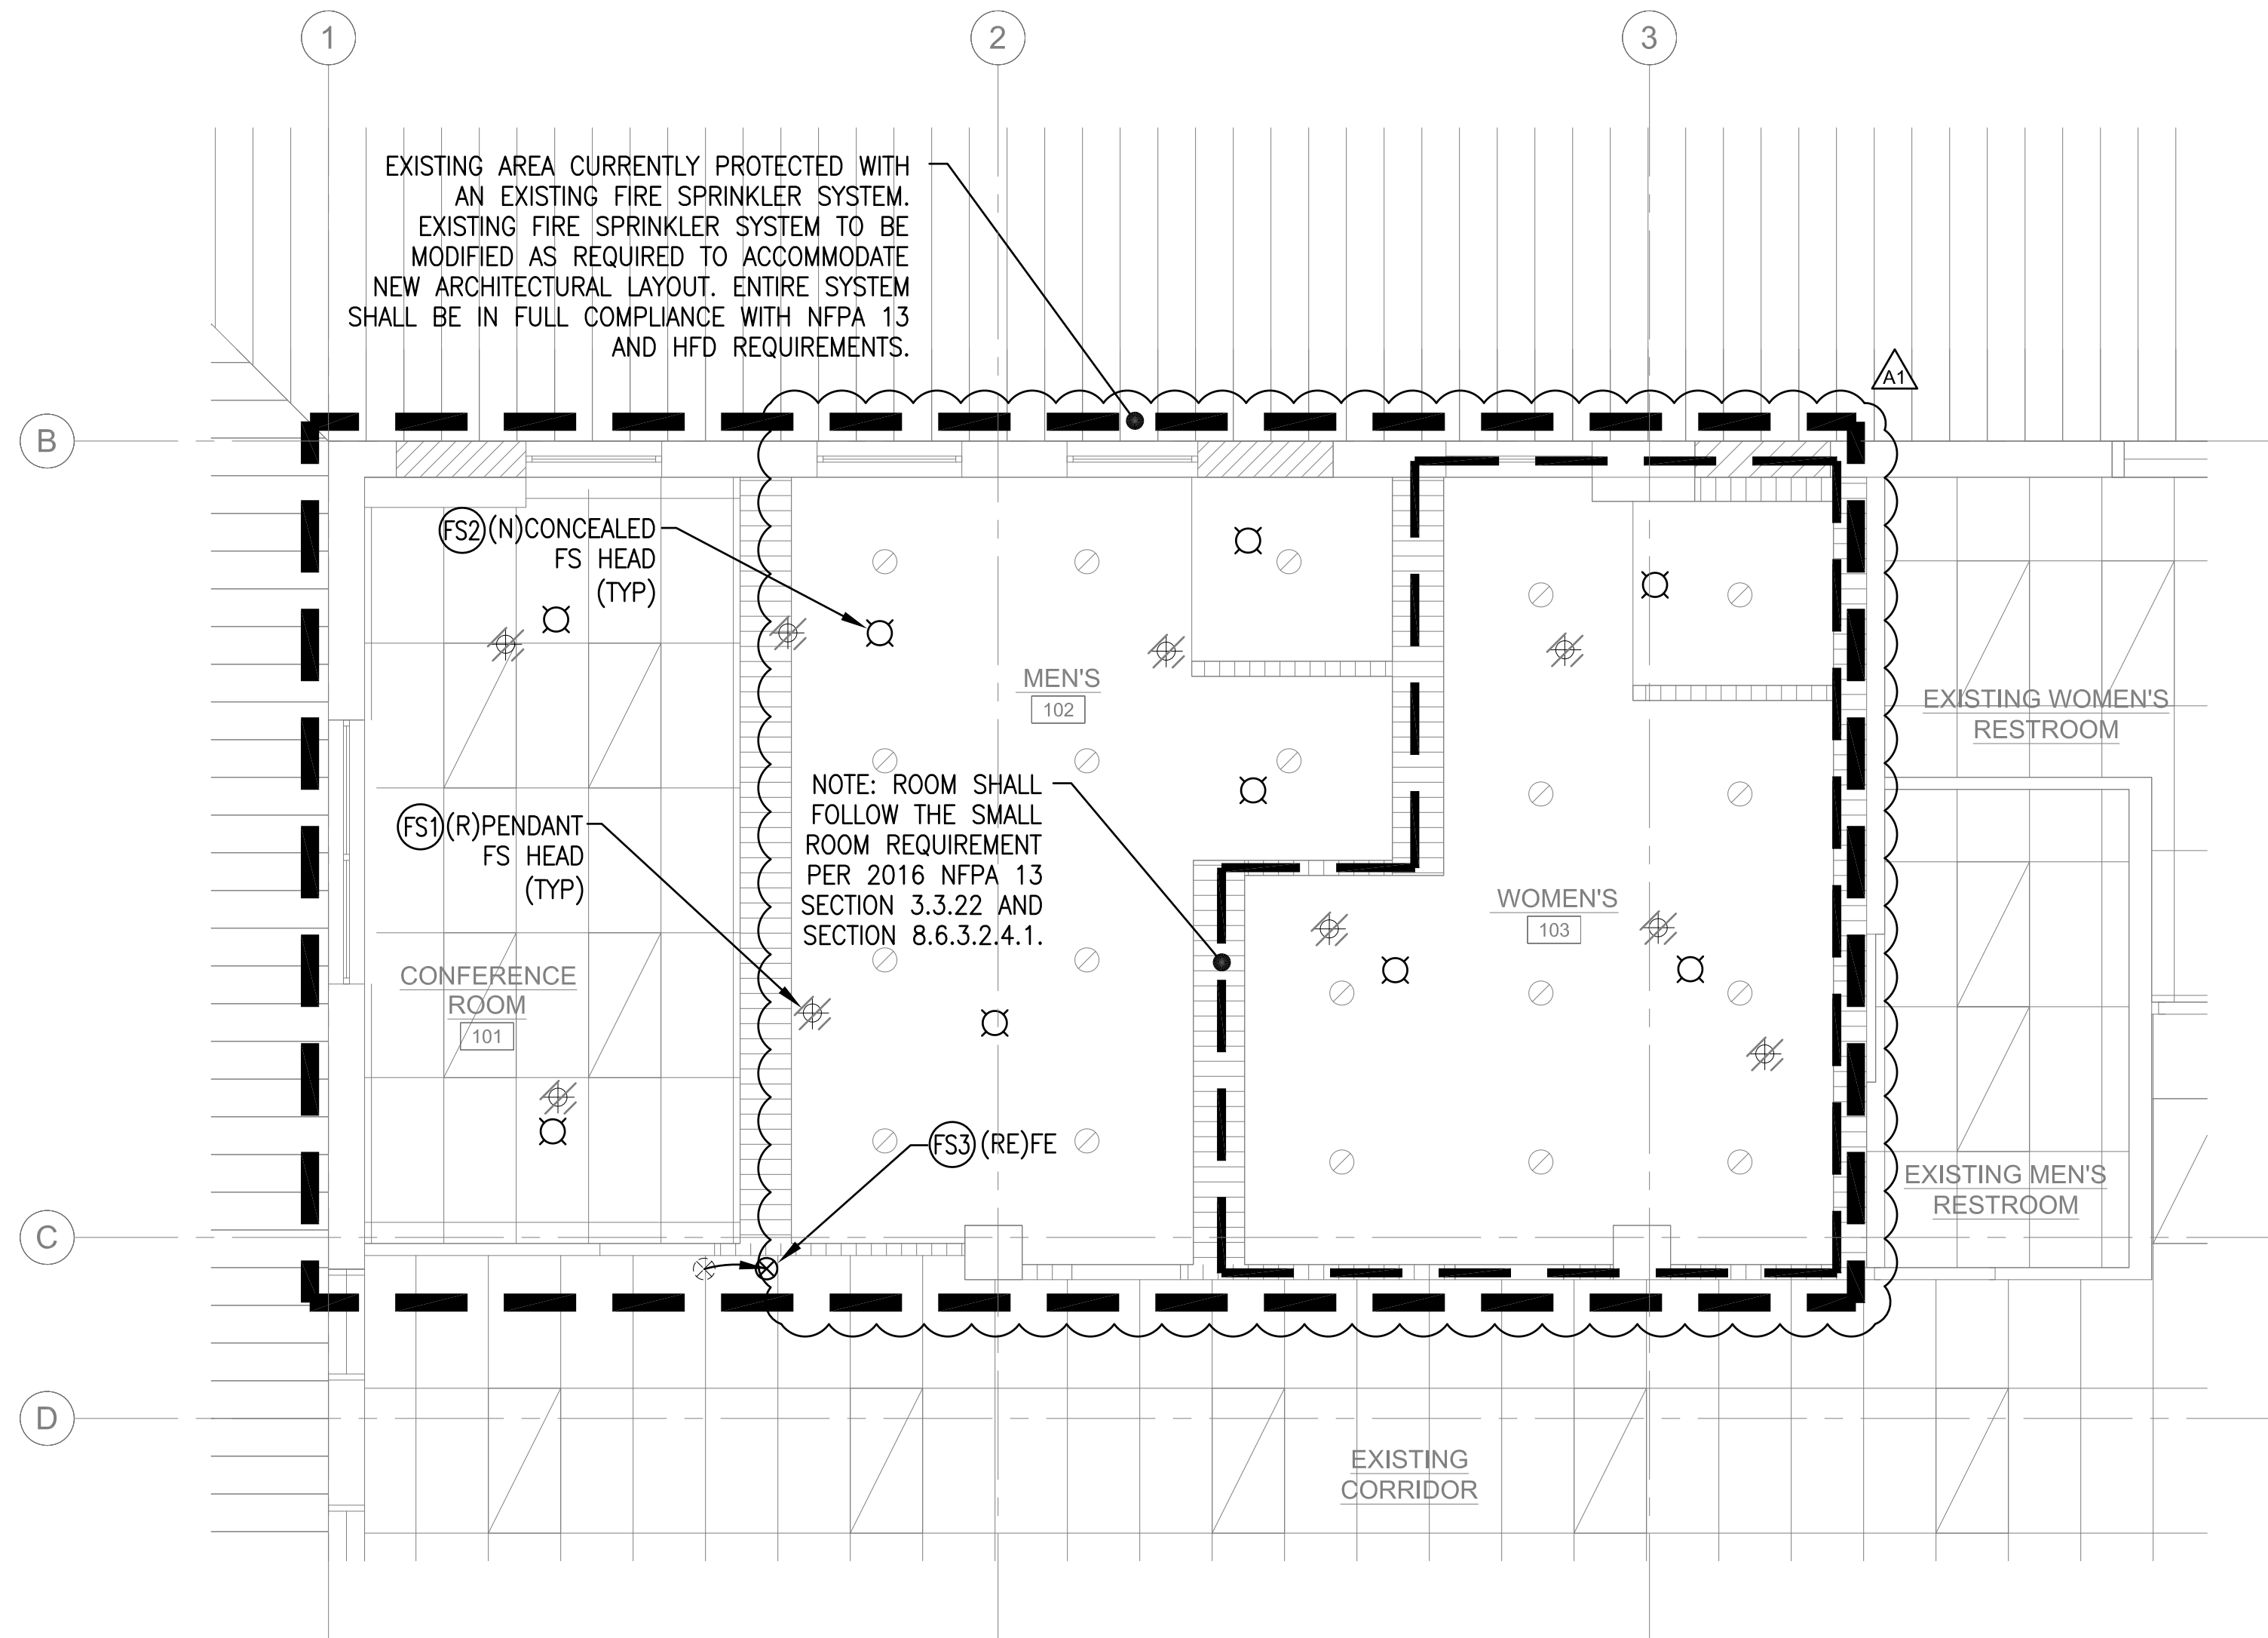 1
2
3
EXISTING AREA CURRENTLY PROTECTED WITH
AN EXISTING FIRE SPRINKLER SYSTEM.
EXISTING FIRE SPRINKLER SYSTEM TO BE
MODIFIED AS REQUIRED TO ACCOMMODATE
NEW ARCHITECTURAL LAYOUT. ENTIRE SYSTEM
SHALL BE IN FULL COMPLIANCE WITH NFPA 13
AND HFD REQUIREMENTS.
A1
B
FS2 (N)CONCEALED
FS HEAD
(TYP)
MEN'S
102
EXISTING WOMEN'S
RESTROOM
FS1 (R)PENDANT
FS HEAD
(TYP)
NOTE: ROOM SHALL
FOLLOW THE SMALL
ROOM REQUIREMENT
PER 2016 NFPA 13
SECTION 3.3.22 AND
SECTION 8.6.3.2.4.1.
WOMEN'S
103
CONFERENCE
ROOM
101
FS3 (RE)FE
EXISTING MEN'S
RESTROOM
C
D
EXISTING
CORRIDOR